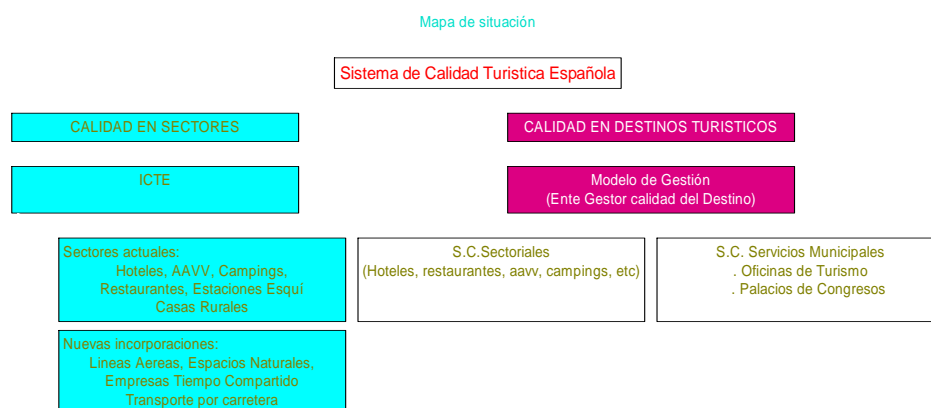 Mapa de situación
Sistema de Calidad Turistica Española
CALIDAD EN SECTORES
CALIDAD EN DESTINOS TURISTICOS
ICTE
Modelo de Gestión
(Ente Gestor calidad del Destino)
Sectores actuales:
Hoteles, AAVV, Campings,
Restaurantes, Estaciones Esquí
Casas Rurales
S.C.Sectoriales
(Hoteles, restaurantes, aavv, campings, etc)
S.C. Servicios Municipales
. Oficinas de Turismo
. Palacios de Congresos
Nuevas incorporaciones:
Lineas Aereas, Espacios Naturales,
Empresas Tiempo Compartido
Transporte por carretera